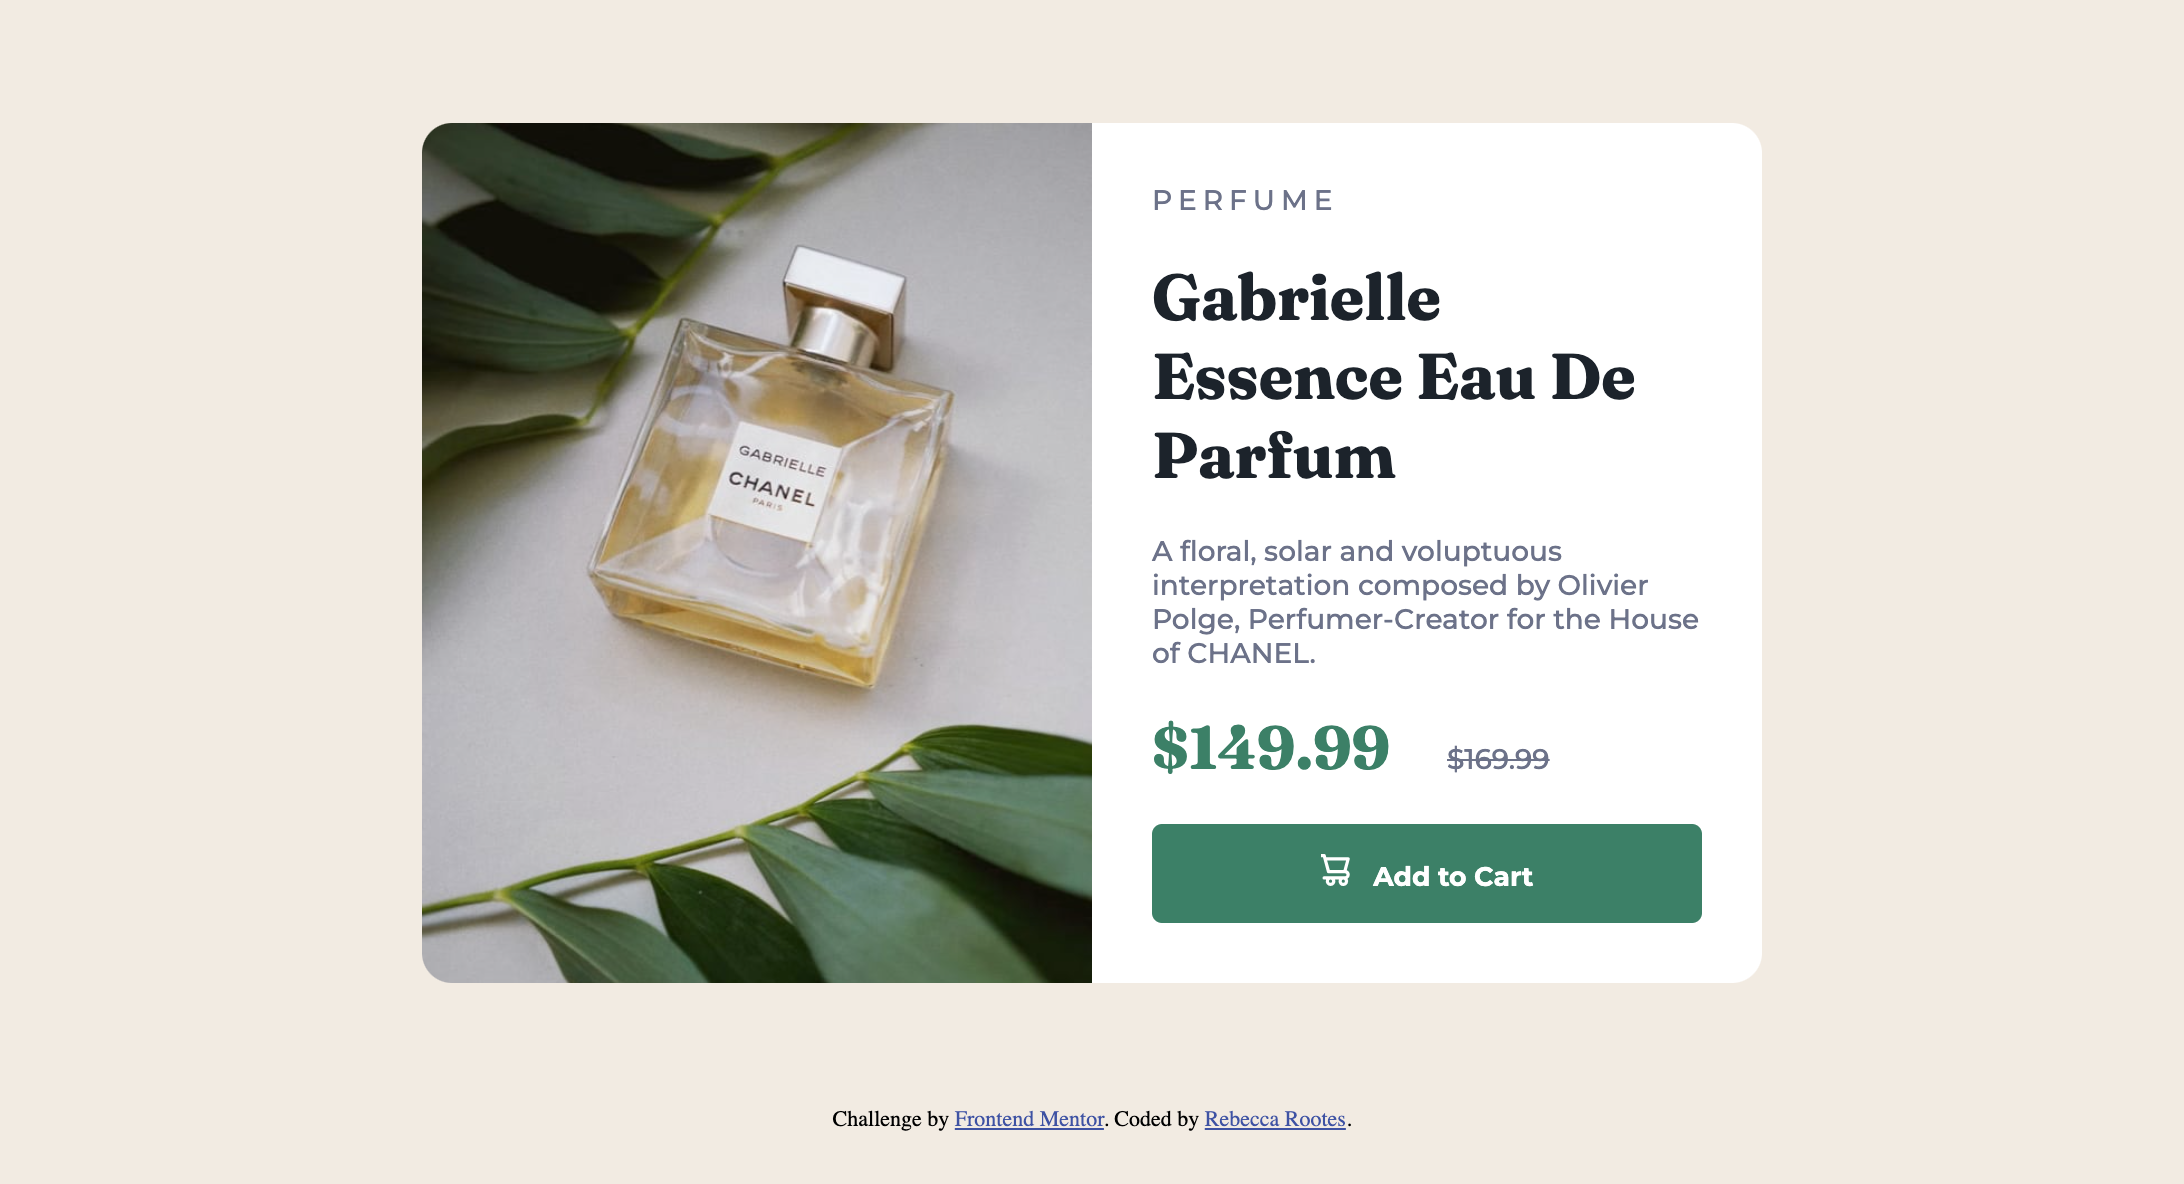 GABRIELLE
CHANEL
PARIS
PERFUME
Gabrielle
Essence Eau De
Parfum
A floral, solar and voluptuous
interpretation composed by Olivier
Polge, Perfumer-Creator for the House
of CHANEL.
$149.99 $169.99
Add to Cart
Challenge by Frontend Mentor. Coded by Rebecca Rootes.